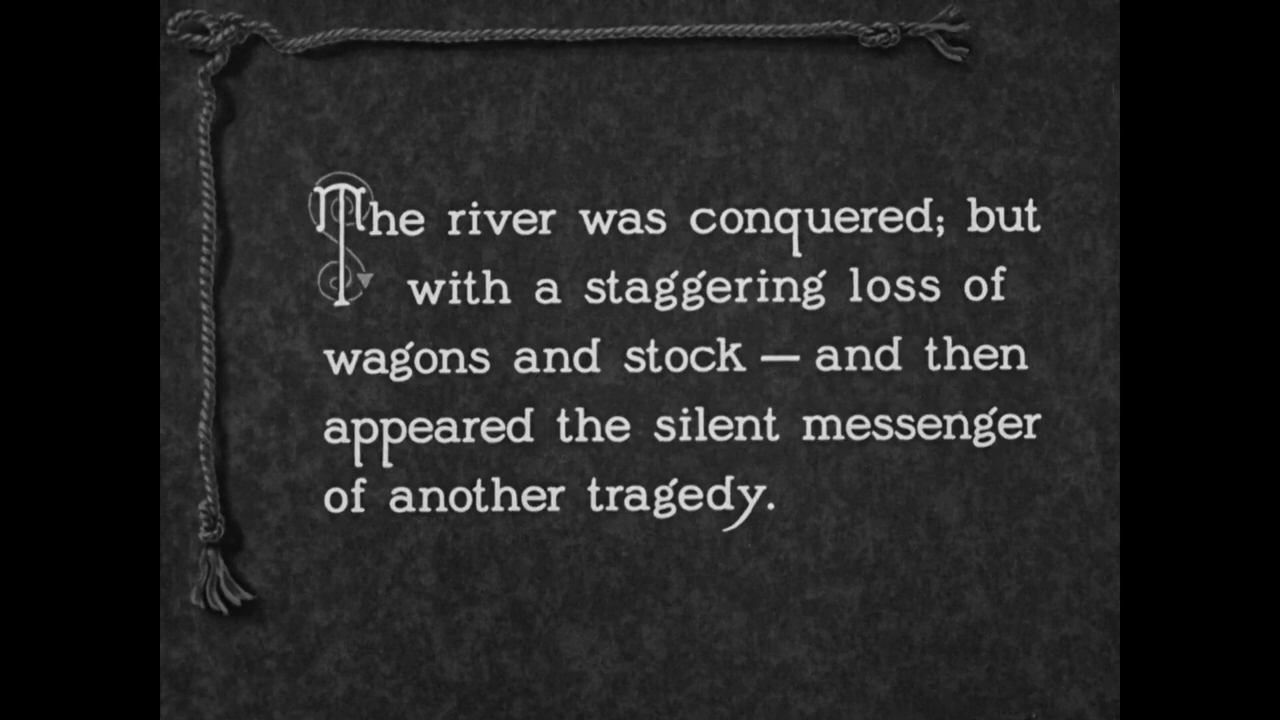 The river was conquered; but
with a staggering loss of
wagons and stock — and then
appeared the silent messenger
of another tragedy.